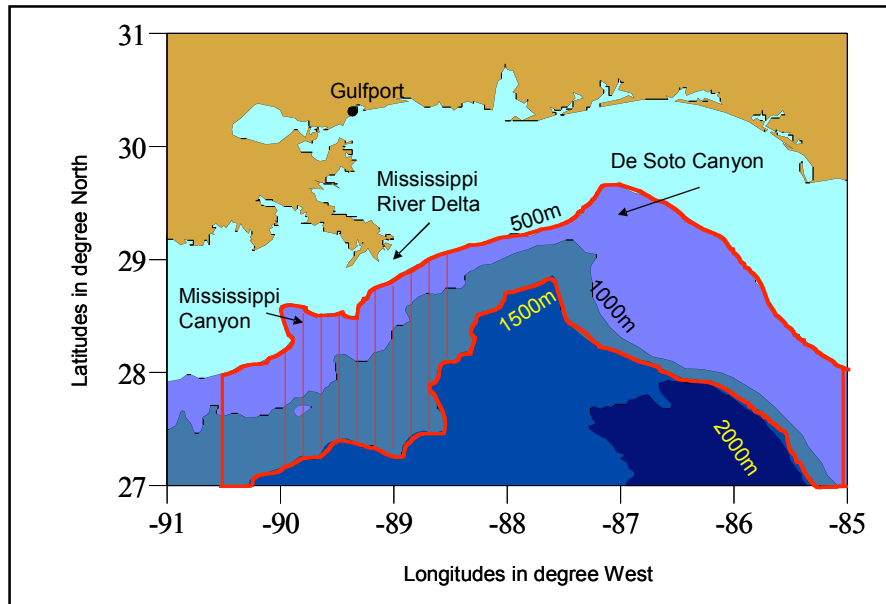 31
Gulfport
30
De Soto Canyon
Mississippi
River Delta
500m
29
Mississippi
Canyon
1000m
1500m
28
2000m
27
-91
-90
-89
-88
-87
-86
-85
Latitudes in degree North
Longitudes in degree West